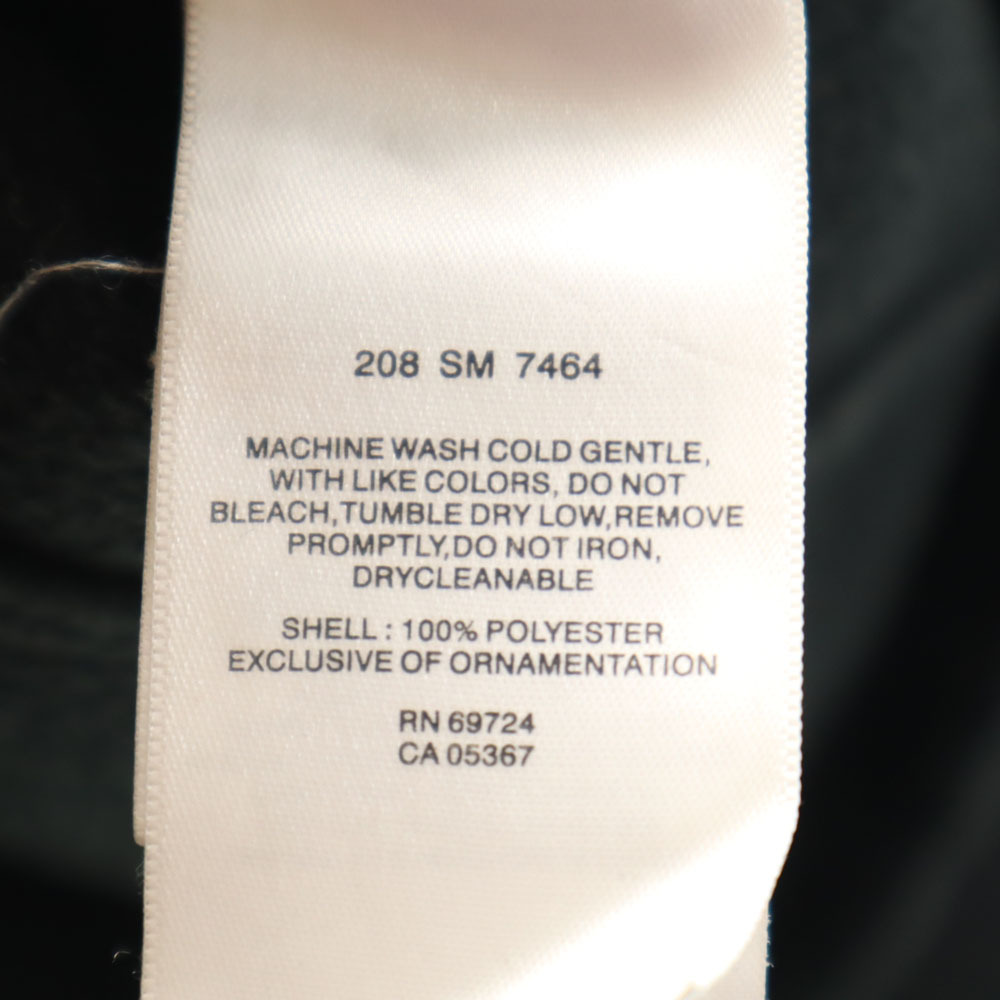 208 SM 7464
MACHINE WASH COLD GENTLE,
WITH LIKE COLORS, DO NOT
BLEACH,TUMBLE DRY LOW,REMOVE
PROMPTLY,DO NOT IRON,
DRYCLEANABLE
SHELL : 100% POLYESTER
EXCLUSIVE OF ORNAMENTATION
RN 69724
CA 05367